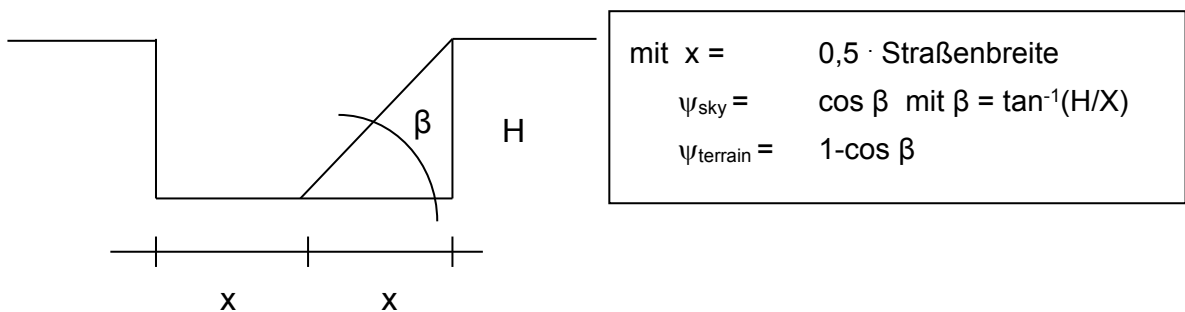 β
H
x x
mit x = 0,5 · Straßenbreite
ψsky = cos β mit β = tan-1(H/X)
ψterrain = 1-cos β